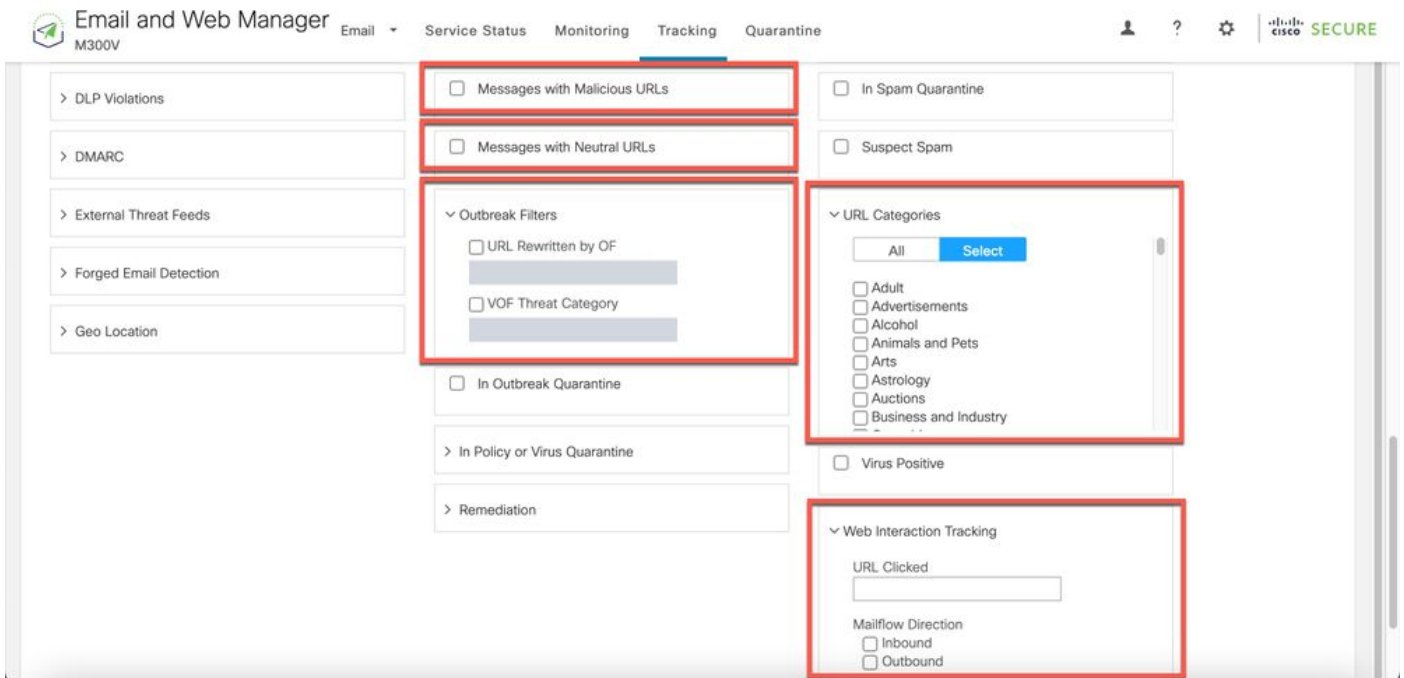 Email and Web Manager
M300V
Email
Service Status
Monitoring
Tracking
Quarantine
?
cisco SECURE
DLP Violations
DMARC
External Threat Feeds
Forged Email Detection
Geo Location
Messages with Malicious URLs
Messages with Neutral URLs
Outbreak Filters
URL Rewritten by OF
VOF Threat Category
In Outbreak Quarantine
In Policy or Virus Quarantine
Remediation
In Spam Quarantine
Suspect Spam
URL Categories
All
Select
Adult
Advertisements
Alcohol
Animals and Pets
Arts
Astrology
Auctions
Business and Industry
Virus Positive
Web Interaction Tracking
URL Clicked
Mailflow Direction
Inbound
Outbound